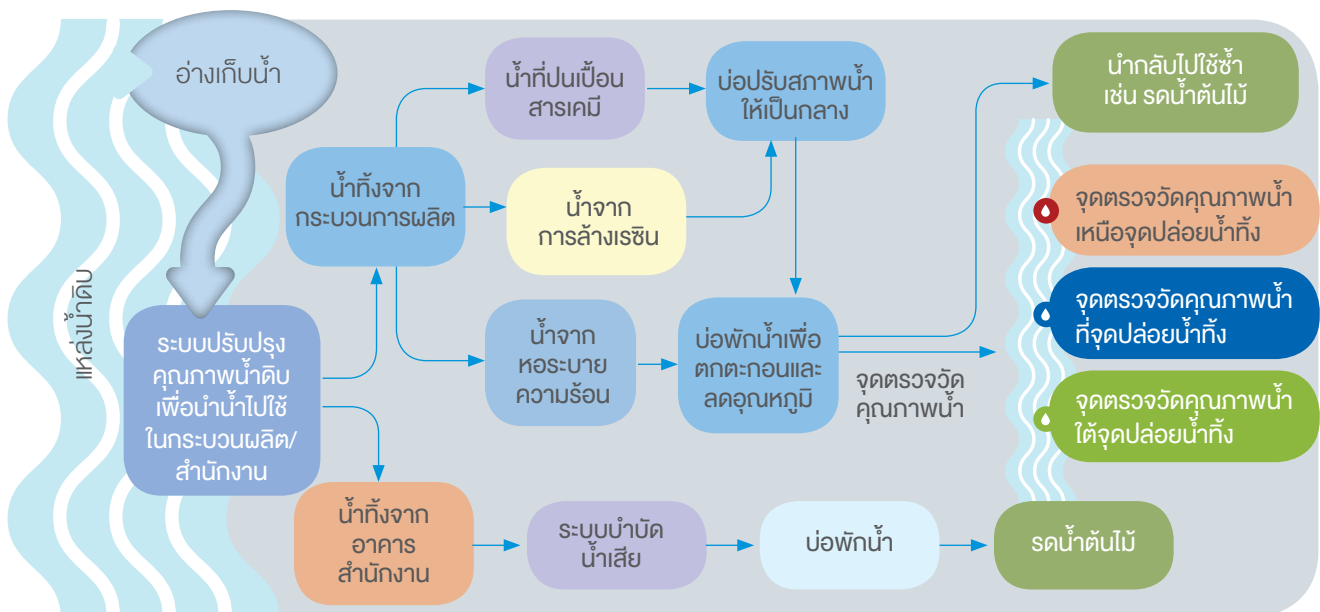 อ่างเก็บน้ำ
แหล่งน้ำดิบ
ระบบปรับปรุง
คุณภาพน้ำดิบ
เพื่อนำน้ำไปใช้
ในกระบวนผลิต/
สำนักงาน
น้ำทิ้งจาก
กระบวนการผลิต
น้ำที่ปนเปื้อน
สารเคมี
บ่อปรับสภาพน้ำ
ให้เป็นกลาง
น้ำจาก
การล้างเรซิน
น้ำจาก
หอระบาย
ความร้อน
บ่อพักน้ำเพื่อ
ตกตะกอนและ
ลดอุณหภูมิ
จุดตรวจวัด
คุณภาพน้ำ
นำกลับไปใช้ซ้ำ
เช่น รดน้ำต้นไม้
จุดตรวจวัดคุณภาพน้ำ
เหนือจุดปล่อยน้ำทิ้ง
จุดตรวจวัดคุณภาพน้ำ
ที่จุดปล่อยน้ำทิ้ง
จุดตรวจวัดคุณภาพน้ำ
ใต้จุดปล่อยน้ำทิ้ง
น้ำทิ้งจาก
อาคาร
สำนักงาน
ระบบบำบัด
น้ำเสีย
บ่อพักน้ำ
รดน้ำต้นไม้